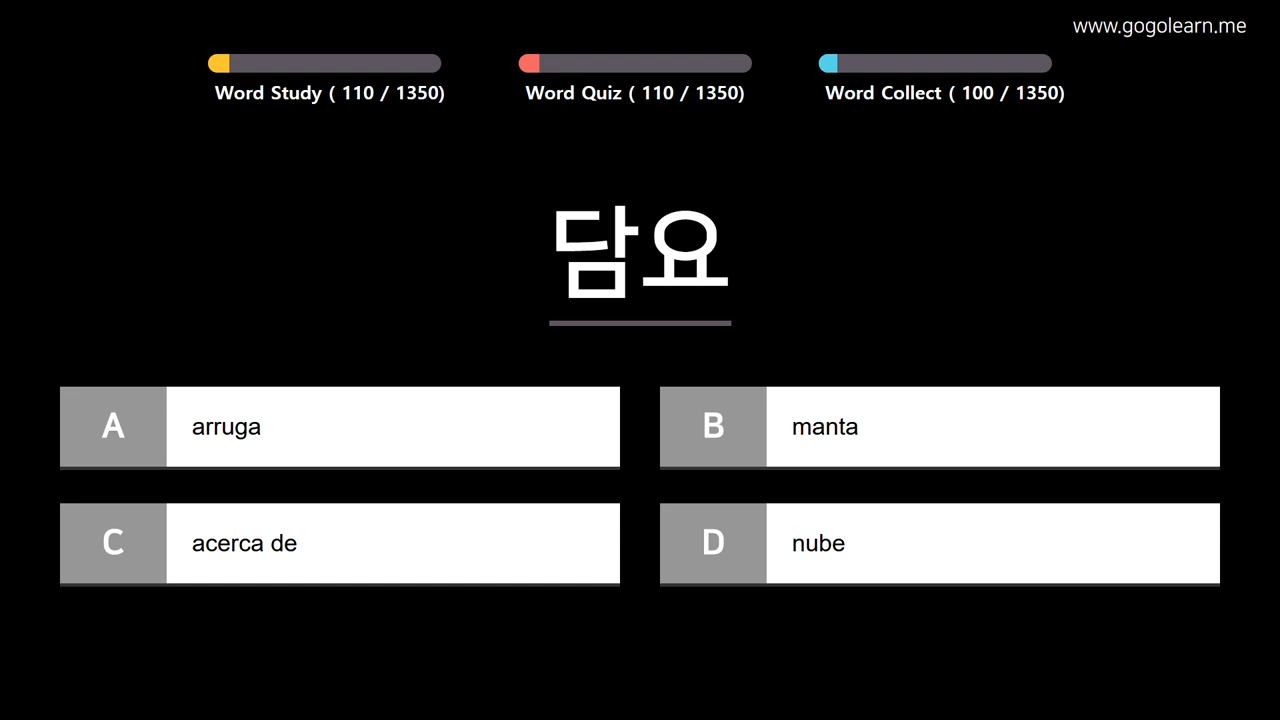 www.gogolearn.me
Word Study ( 110 / 1350)
Word Quiz ( 110 / 1350)
Word Collect ( 100 / 1350)
담요
A
arruga
B
manta
C
acerca de
D
nube